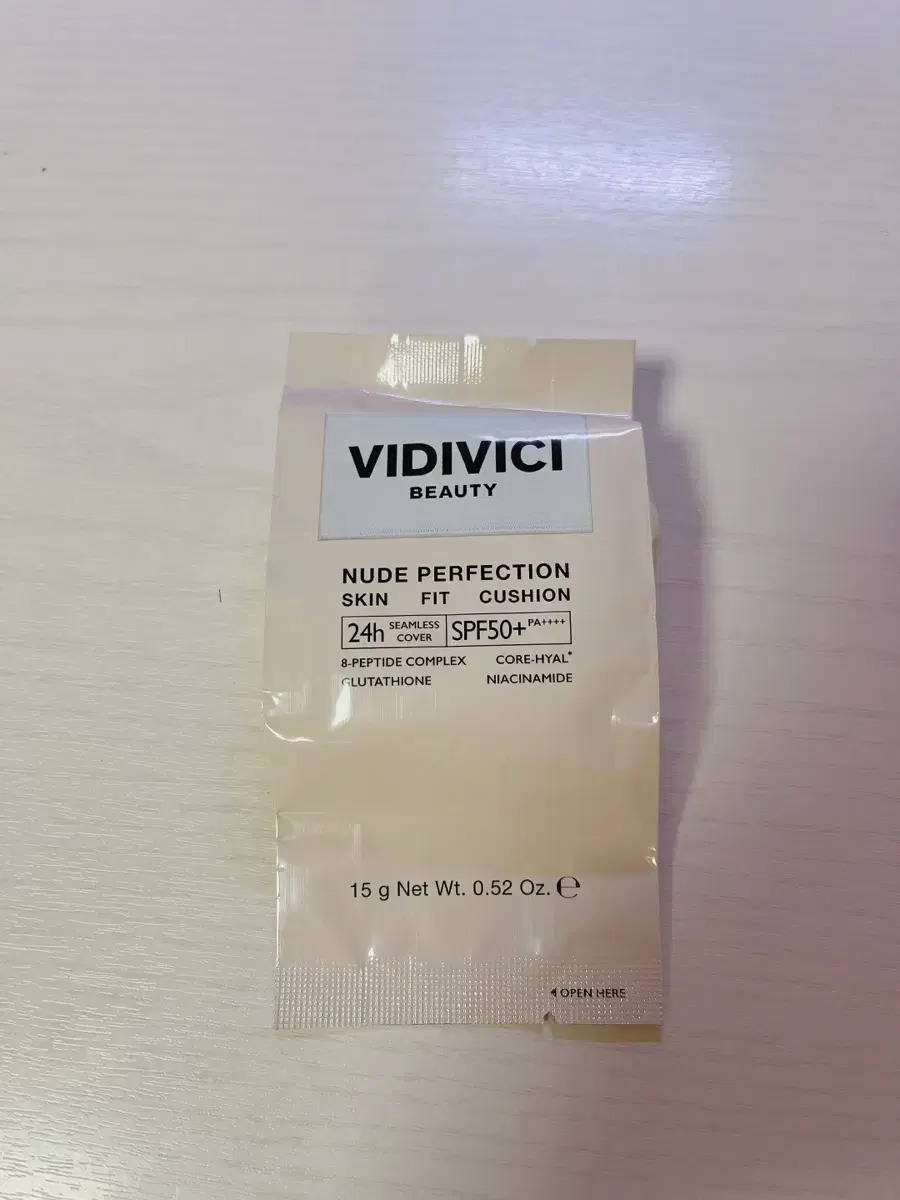 VIDIVICI
BEAUTY
NUDE PERFECTION
SKIN FIT CUSHION
24h SEAMLESS COVER SPF50+ PA++++
8-PEPTIDE COMPLEX CORE-HYAL*
GLUTATHIONE NIACINAMIDE
15 g Net Wt. 0.52 Oz. ℮
◀ OPEN HERE